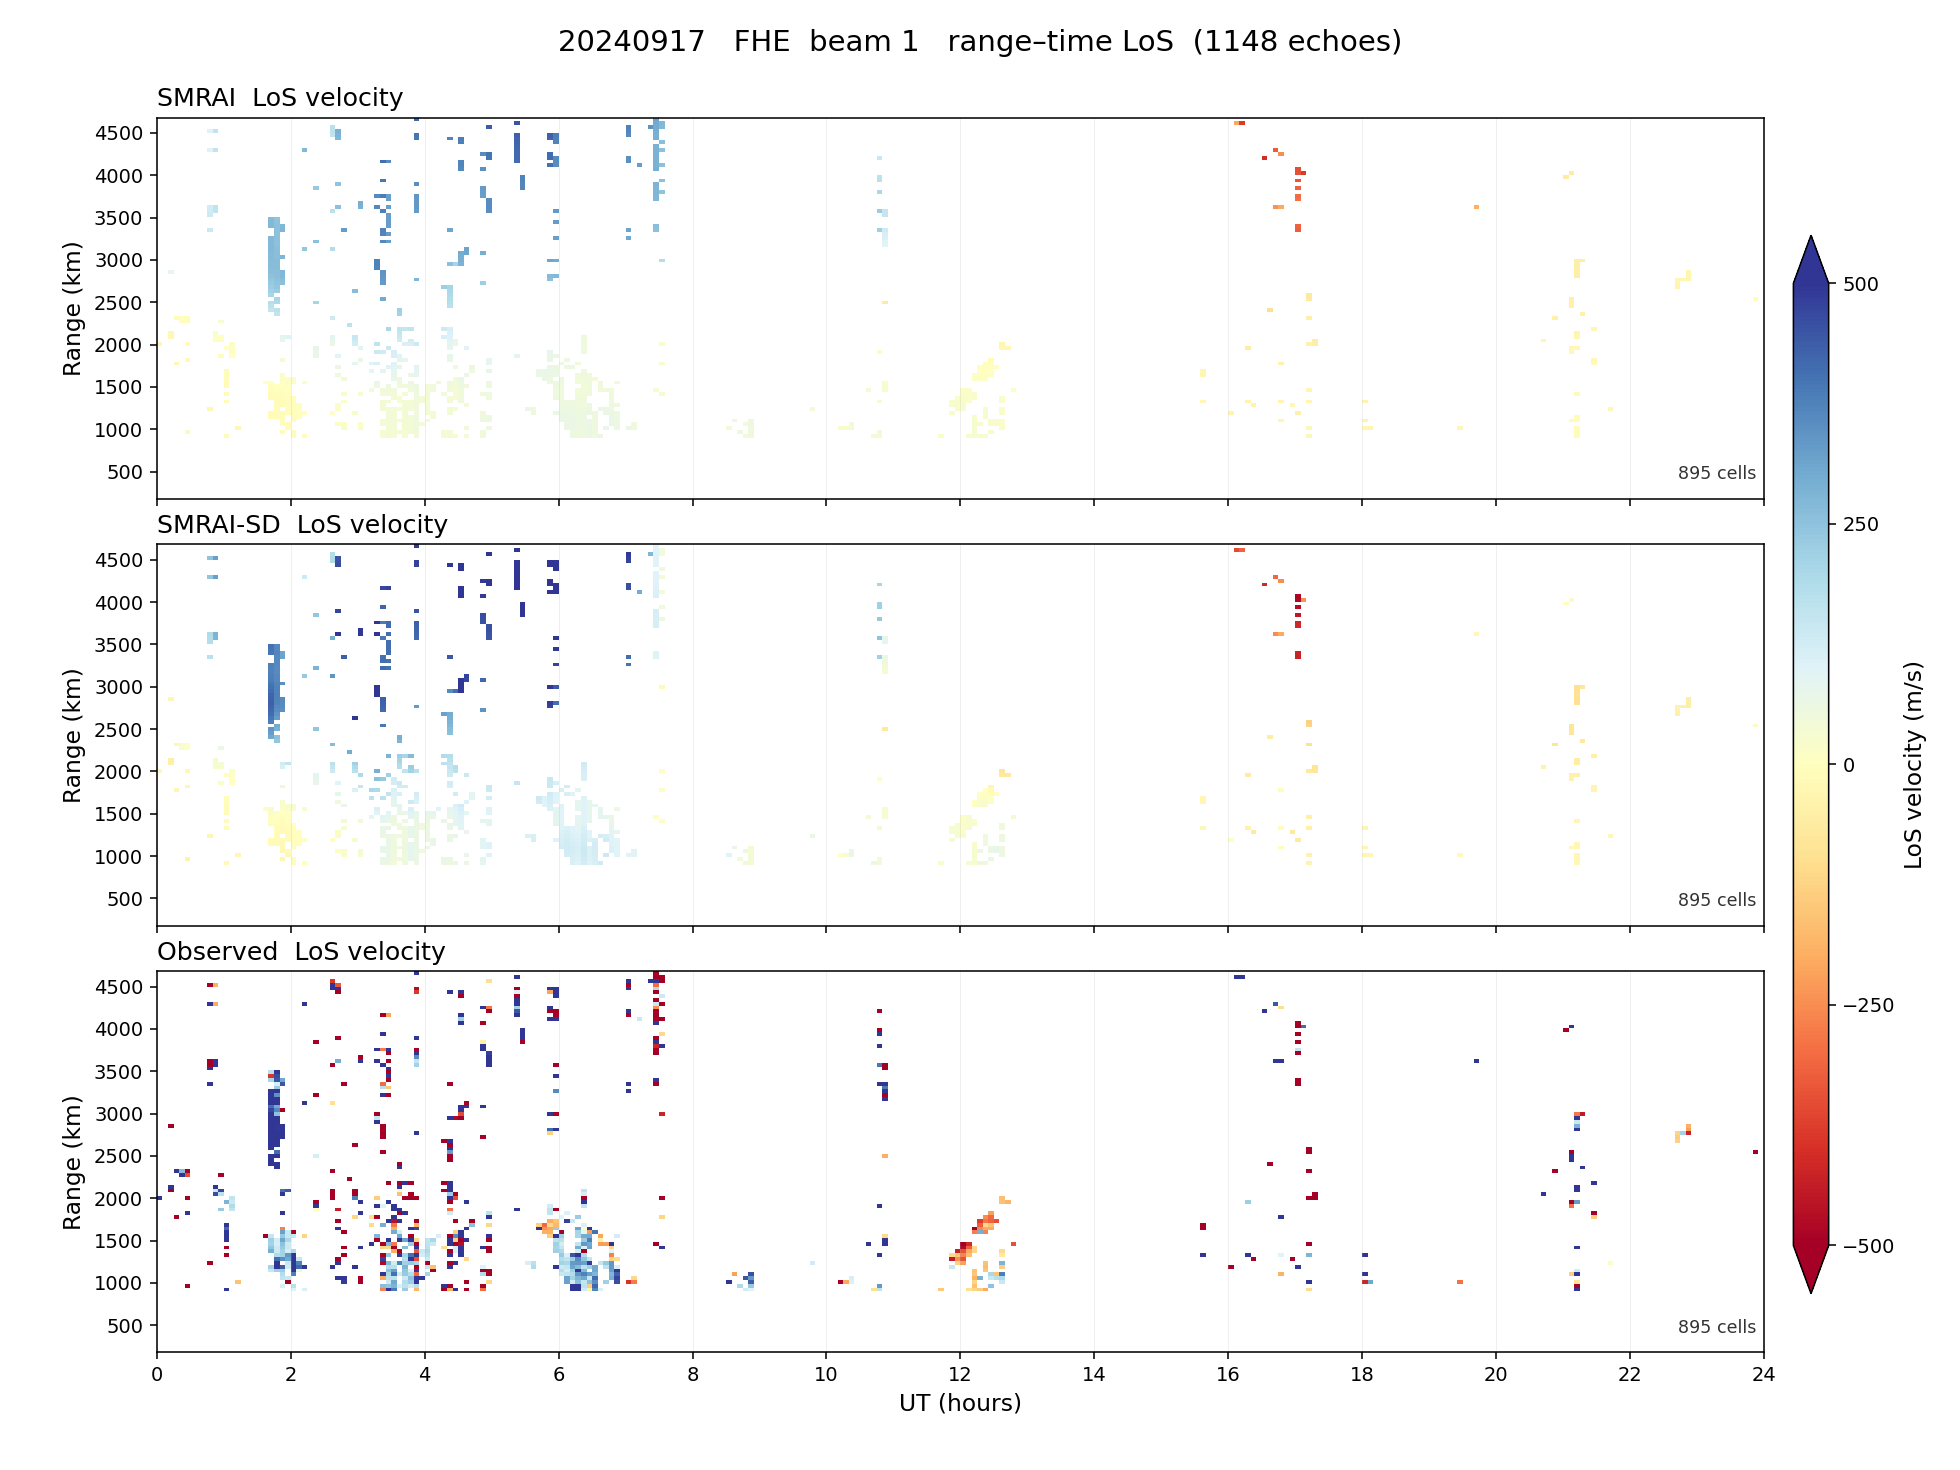 20240917   FHE  beam 1   range–time LoS  (1148 echoes)
SMRAI  LoS velocity
4500
4000
3500
3000
2500
2000
1500
1000
500
Range (km)
895 cells
SMRAI-SD  LoS velocity
4500
4000
3500
3000
2500
2000
1500
1000
500
Range (km)
895 cells
Observed  LoS velocity
4500
4000
3500
3000
2500
2000
1500
1000
500
Range (km)
895 cells
0 2 4 6 8 10 12 14 16 18 20 22 24
UT (hours)
500
250
0
−250
−500
LoS velocity (m/s)